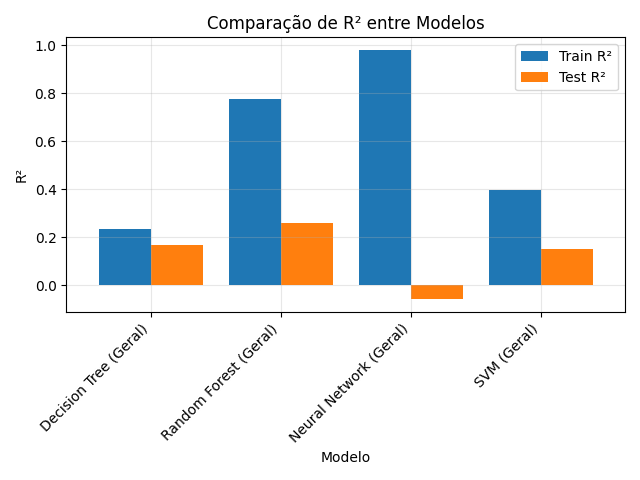 Comparação de R² entre Modelos
Train R²
Test R²
R²
1.0
0.8
0.6
0.4
0.2
0.0
Decision Tree (Geral)
Random Forest (Geral)
Neural Network (Geral)
SVM (Geral)
Modelo